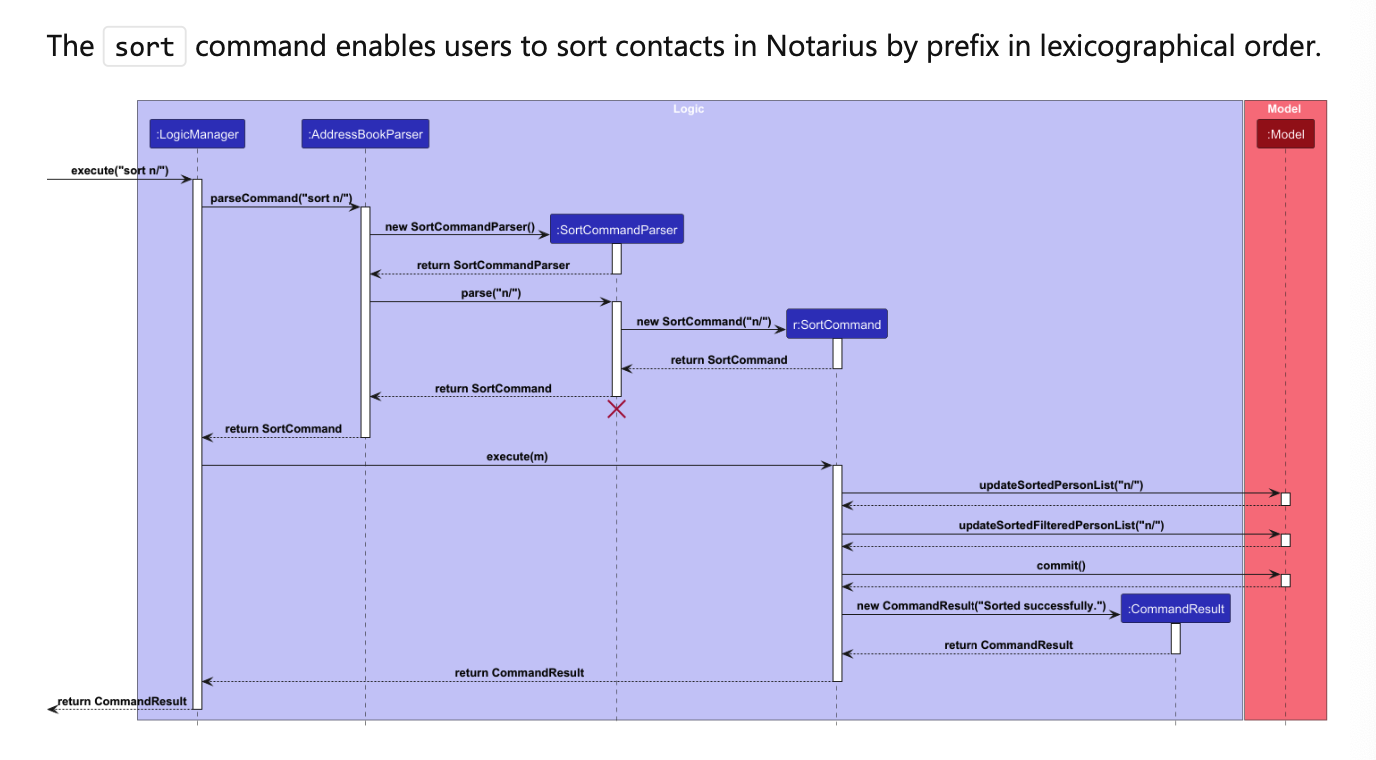 The sort command enables users to sort contacts in Notarius by prefix in lexicographical order.
Logic
Model
:LogicManager
:AddressBookParser
:Model
execute("sort n/")
parseCommand("sort n/")
new SortCommandParser()
:SortCommandParser
return SortCommandParser
parse("n/")
new SortCommand("n/")
r:SortCommand
return SortCommand
return SortCommand
return SortCommand
execute(m)
updateSortedPersonList("n/")
updateSortedFilteredPersonList("n/")
commit()
new CommandResult("Sorted successfully.")
:CommandResult
return CommandResult
return CommandResult
return CommandResult